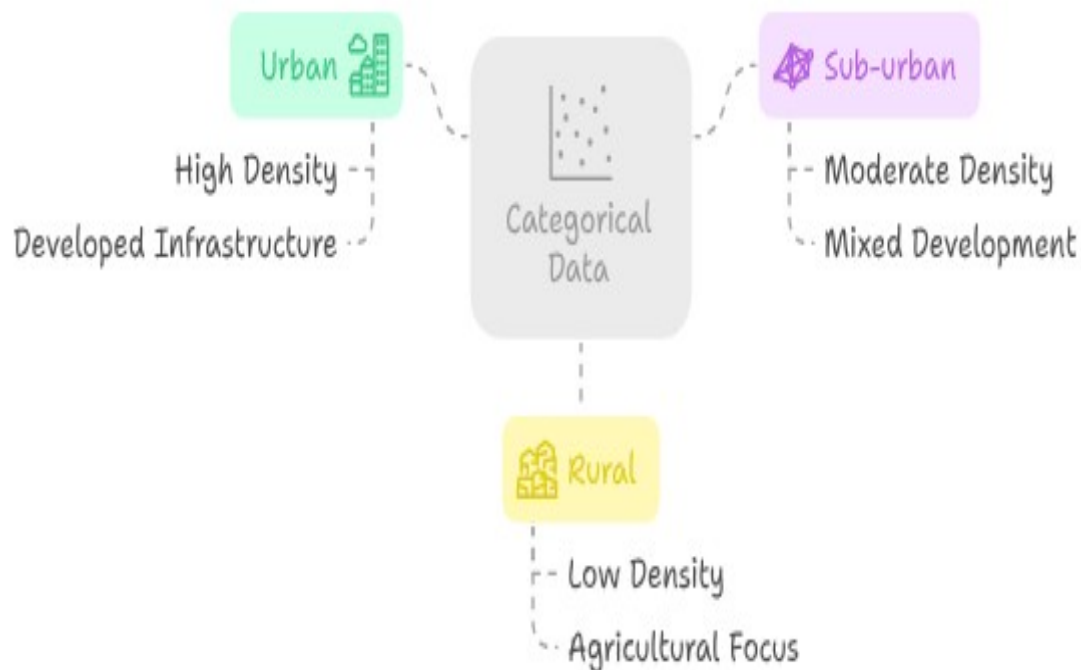 Urban
High Density
Developed Infrastructure
Categorical
Data
Sub-urban
Moderate Density
Mixed Development
Rural
Low Density
Agricultural Focus